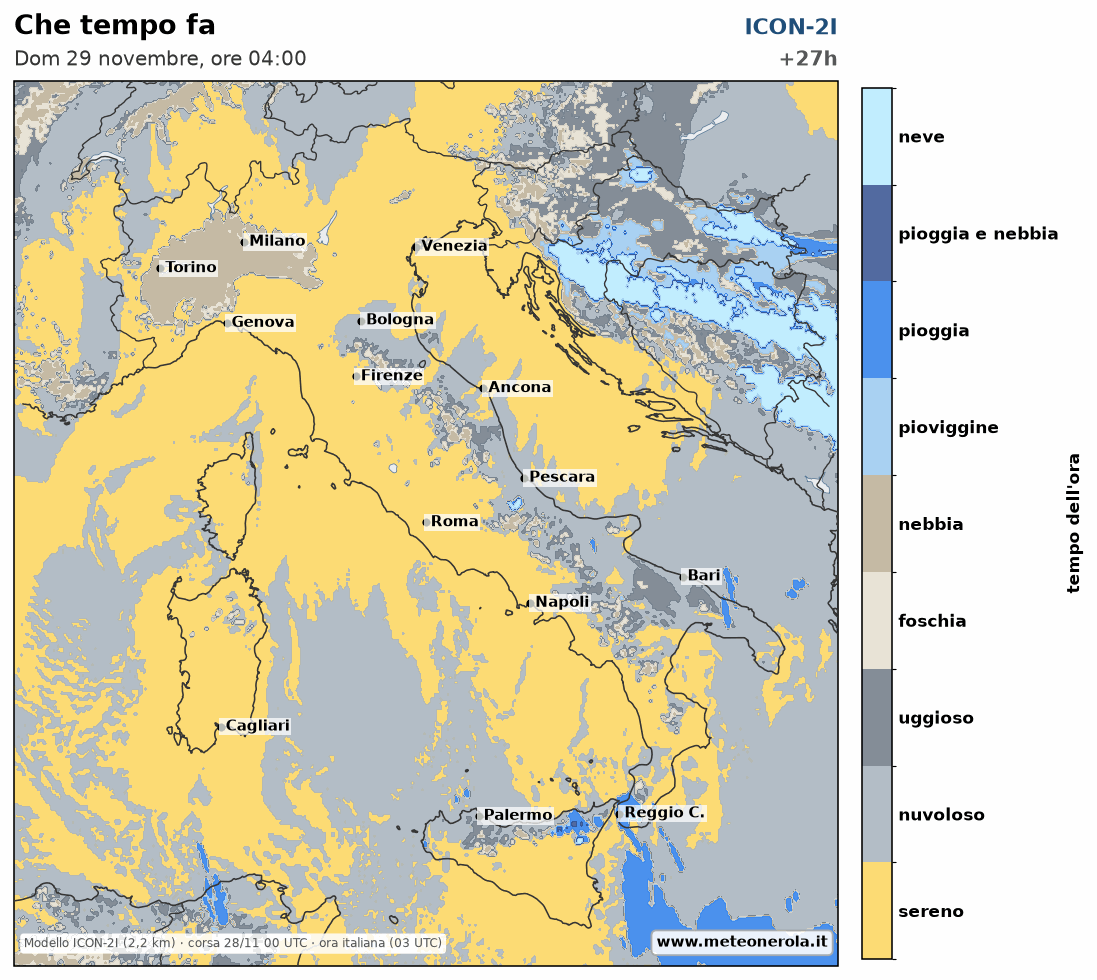 Che tempo fa
ICON-2I
Dom 29 novembre, ore 04:00
+27h
neve
pioggia e nebbia
pioggia
pioviggine
nebbia
foschia
uggioso
nuvoloso
sereno
tempo dell'ora
Milano
Venezia
Torino
Genova
Bologna
Firenze
Ancona
Pescara
Roma
Bari
Napoli
Cagliari
Palermo
Reggio C.
Modello ICON-2I (2,2 km) · corsa 28/11 00 UTC · ora italiana (03 UTC)
www.meteonerola.it